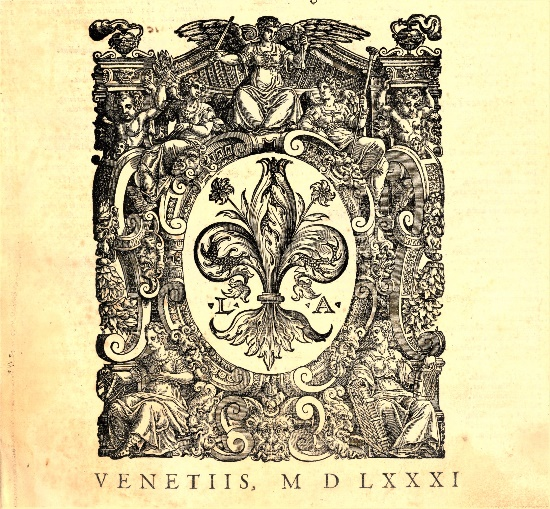 L A
VENETIIS, M D LXXXI